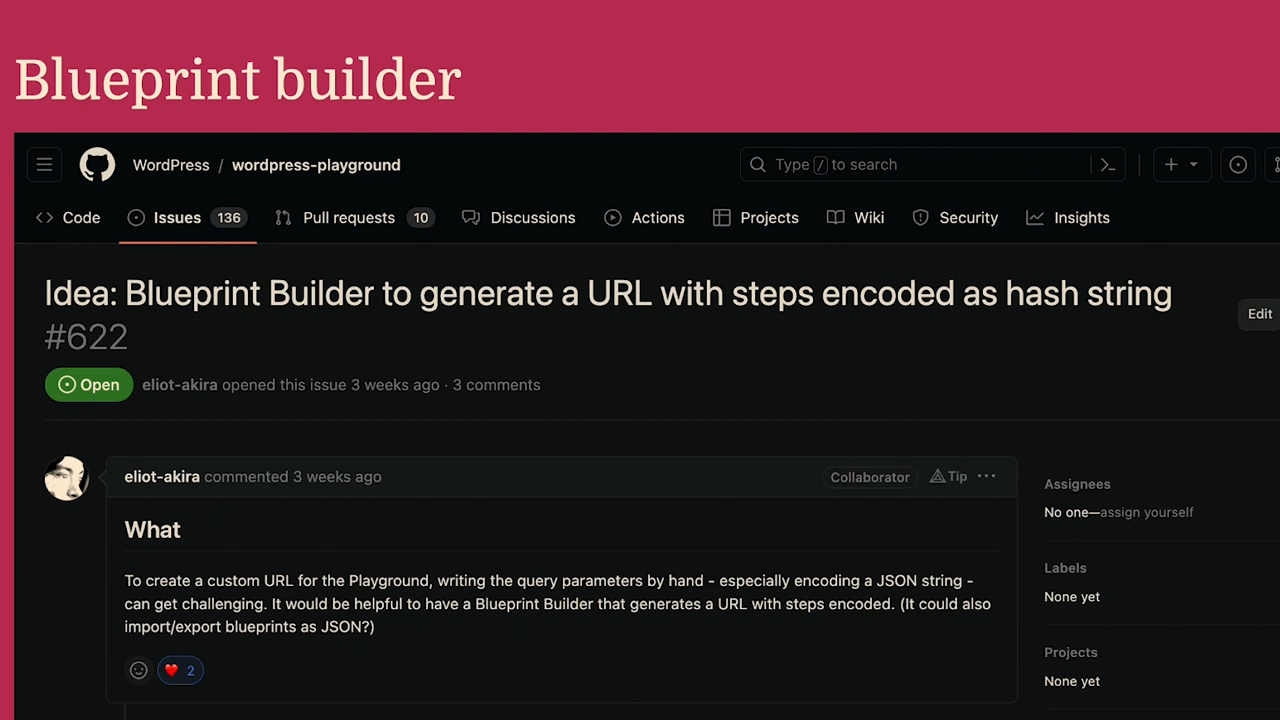 Blueprint builder
WordPress / wordpress-playground
Type / to search
Code Issues 136 Pull requests 10 Discussions Actions Projects Wiki Security Insights
Idea: Blueprint Builder to generate a URL with steps encoded as hash string
#622
Edit
Open eliot-akira opened this issue 3 weeks ago · 3 comments
eliot-akira commented 3 weeks ago Collaborator Tip
What
To create a custom URL for the Playground, writing the query parameters by hand - especially encoding a JSON string -
can get challenging. It would be helpful to have a Blueprint Builder that generates a URL with steps encoded. (It could also
import/export blueprints as JSON?)
❤️ 2
Assignees
No one—assign yourself
Labels
None yet
Projects
None yet